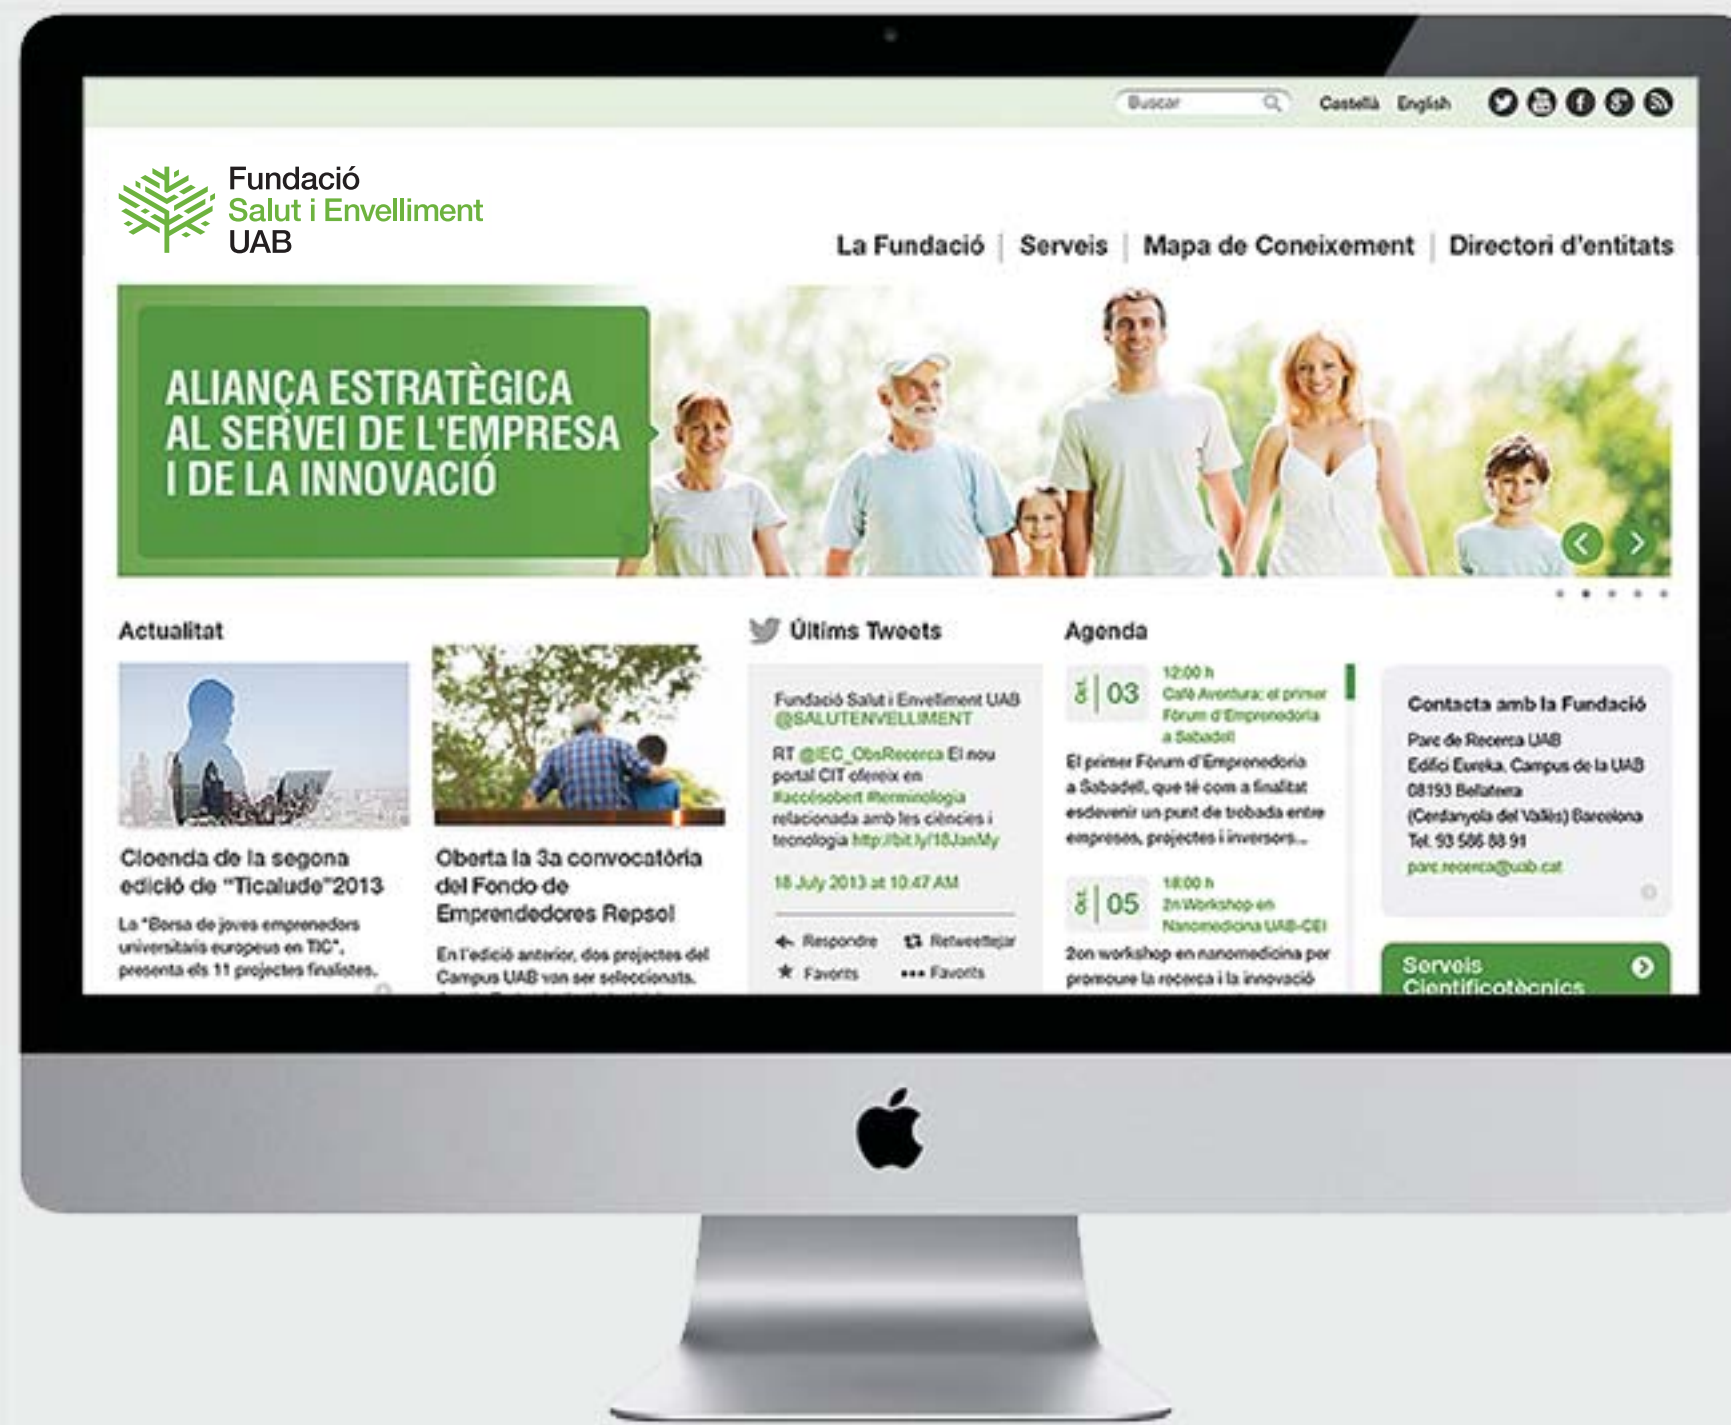 Buscar
Castellà English
Fundació
Salut i Envelliment
UAB
La Fundació | Serveis | Mapa de Coneixement | Directori d'entitats
ALIANÇA ESTRATÈGICA
AL SERVEI DE L'EMPRESA
I DE LA INNOVACIÓ
Actualitat
Cloenda de la segona
edició de “Ticalude”2013
La “Borsa de joves emprenedors
universitaris europeus en TIC”,
presenta els 11 projectes finalistes.
Oberta la 3a convocatòria
del Fondo de
Emprendedores Repsol
En l'edició anterior, dos projectes del
Campus UAB van ser seleccionats.
Últims Tweets
Fundació Salut i Envelliment UAB
@SALUTENVELLIMENT
RT @IEC_ObsRecerca El nou
portal CIT ofereix en
#accésobert #terminologia
relacionada amb les ciències i
tecnologia http://bit.ly/18JanMy
18 July 2013 at 10:47 AM
Respondre Retweetejar
Favorits ••• Favorits
Agenda
Oct. | 03
12:00 h
Cafè Aventura: el primer
Fòrum d'Emprenedoria
a Sabadell
El primer Fòrum d'Emprenedoria
a Sabadell, que té com a finalitat
esdevenir un punt de trobada entre
empreses, projectes i inversors...
Oct. | 05
18:00 h
2n Workshop en
Nanomedicina UAB-CEI
2on workshop en nanomedicina per
promoure la recerca i la innovació
Contacta amb la Fundació
Parc de Recerca UAB
Edifici Eureka. Campus de la UAB
08193 Bellaterra
(Cerdanyola del Vallès) Barcelona
Tel. 93 586 88 91
parc.recerca@uab.cat
Serveis
Cientificotècnics